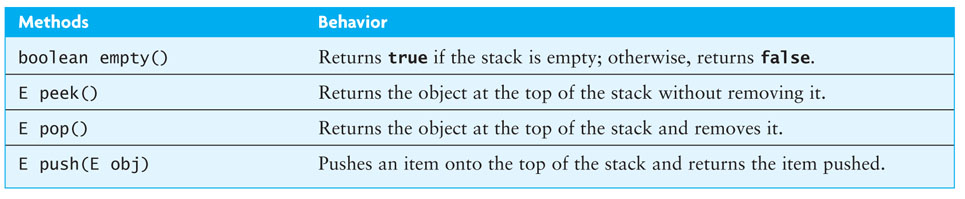 Methods Behavior
boolean empty() Returns true if the stack is empty; otherwise, returns false.
E peek() Returns the object at the top of the stack without removing it.
E pop() Returns the object at the top of the stack and removes it.
E push(E obj) Pushes an item onto the top of the stack and returns the item pushed.